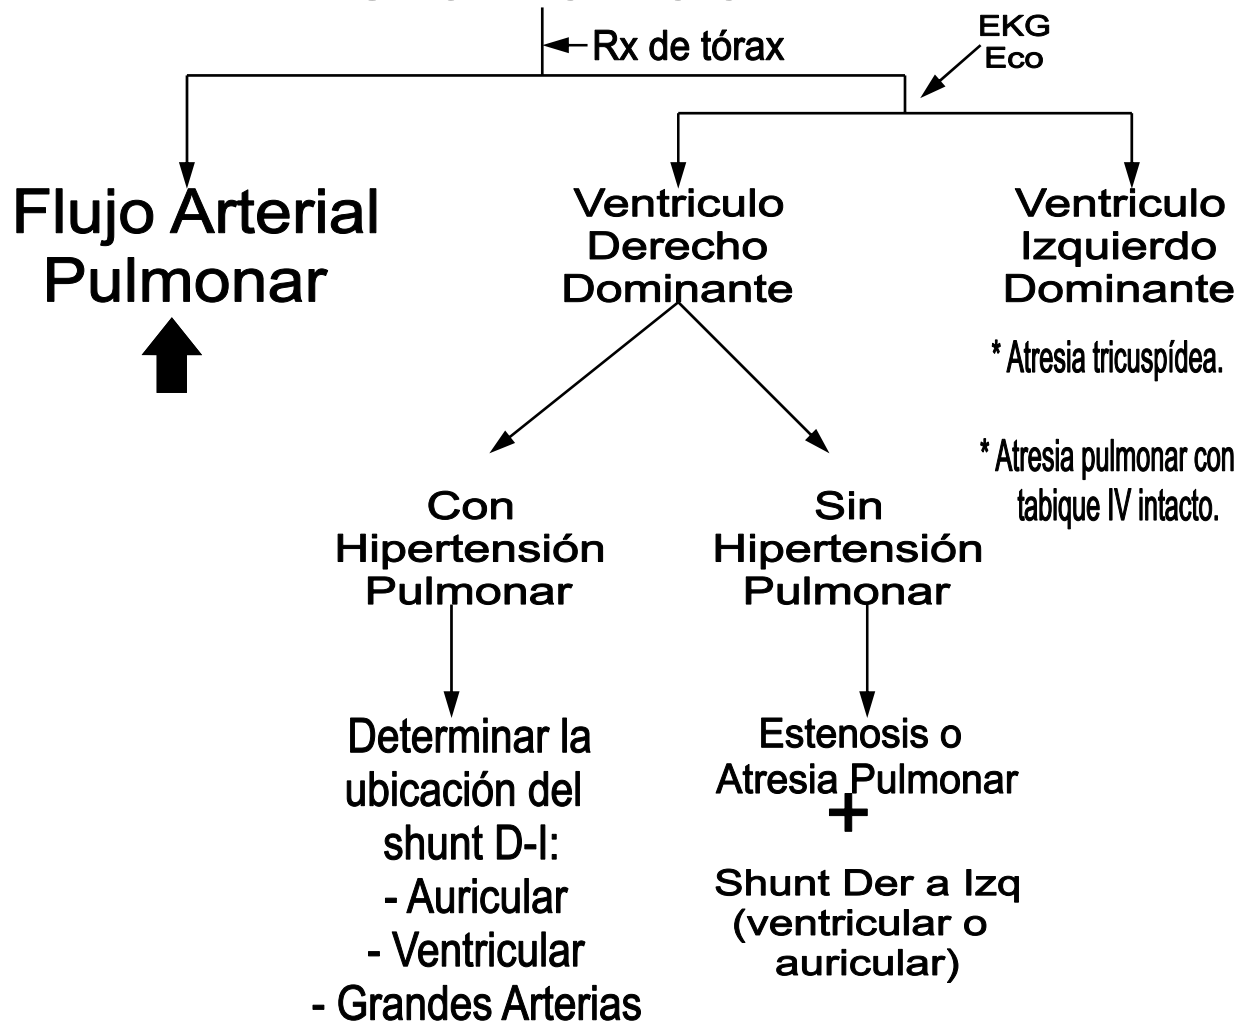 Rx de tórax
EKG
Eco
Flujo Arterial
Pulmonar
Ventriculo
Derecho
Dominante
Ventriculo
Izquierdo
Dominante
* Atresia tricuspídea.
* Atresia pulmonar con
tabique IV intacto.
Con
Hipertensión
Pulmonar
Sin
Hipertensión
Pulmonar
Determinar la
ubicación del
shunt D-I:
- Auricular
- Ventricular
- Grandes Arterias
Estenosis o
Atresia Pulmonar
+
Shunt Der a Izq
(ventricular o
auricular)